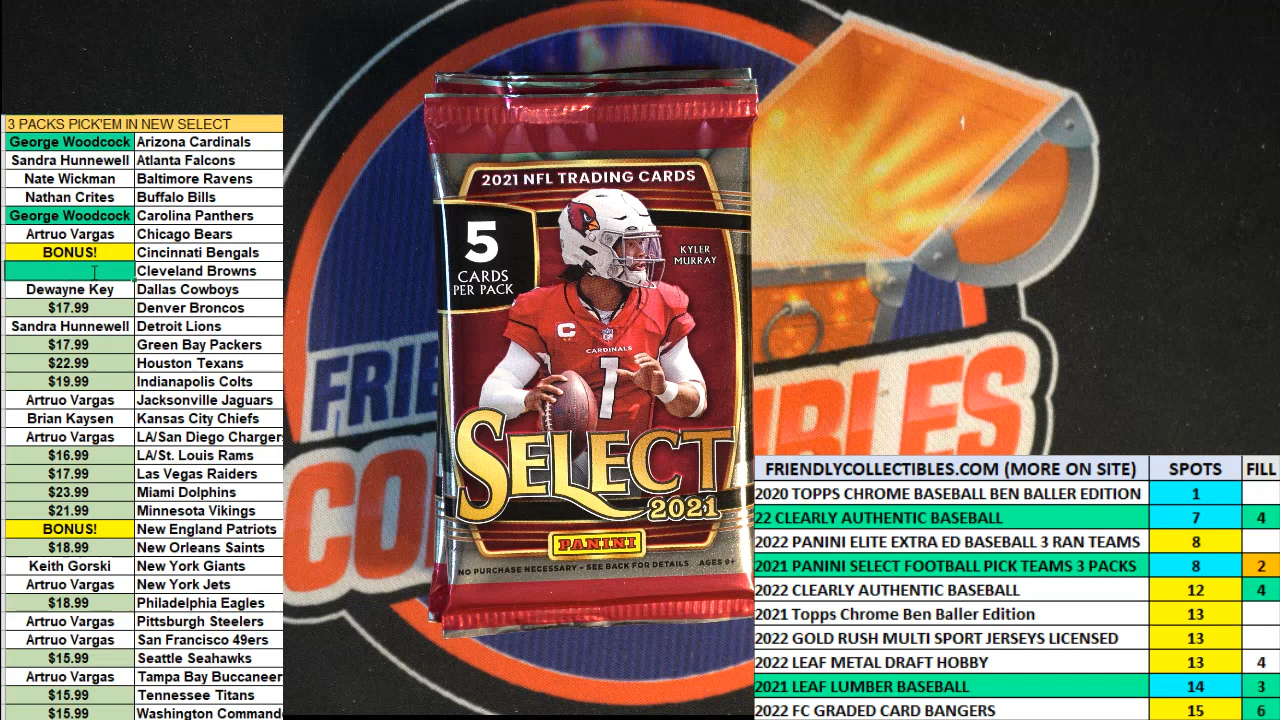 3 PACKS PICK'EM IN NEW SELECT
George Woodcock Arizona Cardinals
Sandra Hunnewell Atlanta Falcons
Nate Wickman Baltimore Ravens
Nathan Crites Buffalo Bills
George Woodcock Carolina Panthers
Artruo Vargas Chicago Bears
BONUS! Cincinnati Bengals
Cleveland Browns
Dewayne Key Dallas Cowboys
$17.99 Denver Broncos
Sandra Hunnewell Detroit Lions
$17.99 Green Bay Packers
$22.99 Houston Texans
$19.99 Indianapolis Colts
Artruo Vargas Jacksonville Jaguars
Brian Kaysen Kansas City Chiefs
Artruo Vargas LA/San Diego Charger
$16.99 LA/St. Louis Rams
$17.99 Las Vegas Raiders
$23.99 Miami Dolphins
$21.99 Minnesota Vikings
BONUS! New England Patriots
$18.99 New Orleans Saints
Keith Gorski New York Giants
Artruo Vargas New York Jets
$18.99 Philadelphia Eagles
Artruo Vargas Pittsburgh Steelers
Artruo Vargas San Francisco 49ers
$15.99 Seattle Seahawks
Artruo Vargas Tampa Bay Buccaneer
$15.99 Tennessee Titans
$15.99 Washington Command
2021 NFL TRADING CARDS
5
CARDS
PER PACK
KYLER
MURRAY
C
CARDINALS
1
SELECT
2021
PANINI
NO PURCHASE NECESSARY - SEE BACK FOR DETAILS AGES 9+
FRIE
IBLES
CO
FRIENDLYCOLLECTIBLES.COM (MORE ON SITE) SPOTS FILL
2020 TOPPS CHROME BASEBALL BEN BALLER EDITION 1
22 CLEARLY AUTHENTIC BASEBALL 7 4
2022 PANINI ELITE EXTRA ED BASEBALL 3 RAN TEAMS 8
2021 PANINI SELECT FOOTBALL PICK TEAMS 3 PACKS 8 2
2022 CLEARLY AUTHENTIC BASEBALL 12 4
2021 Topps Chrome Ben Baller Edition 13
2022 GOLD RUSH MULTI SPORT JERSEYS LICENSED 13
2022 LEAF METAL DRAFT HOBBY 13 4
2021 LEAF LUMBER BASEBALL 14 3
2022 FC GRADED CARD BANGERS 15 6